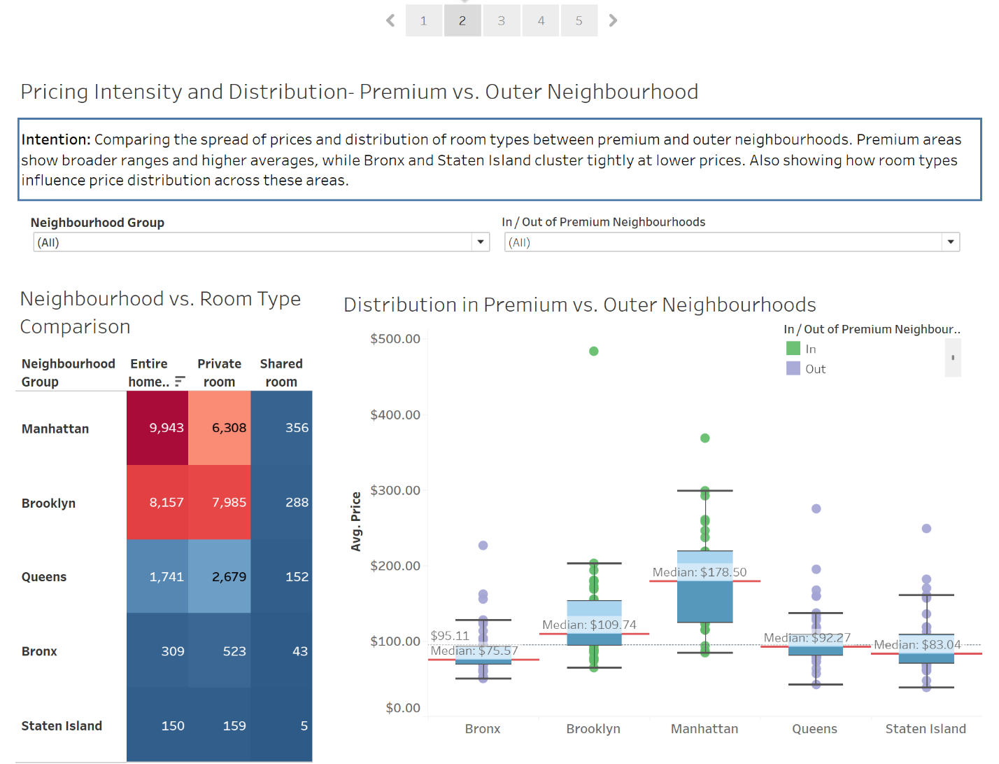 1 2 3 4 5
Pricing Intensity and Distribution- Premium vs. Outer Neighbourhood
Intention: Comparing the spread of prices and distribution of room types between premium and outer neighbourhoods. Premium areas
show broader ranges and higher averages, while Bronx and Staten Island cluster tightly at lower prices. Also showing how room types
influence price distribution across these areas.
Neighbourhood Group
(All)
In / Out of Premium Neighbourhoods
(All)
Neighbourhood vs. Room Type
Comparison
Neighbourhood Entire Private Shared
Group home.. room room
Manhattan 9,943 6,308 356
Brooklyn 8,157 7,985 288
Queens 1,741 2,679 152
Bronx 309 523 43
Staten Island 150 159 5
Distribution in Premium vs. Outer Neighbourhoods
In / Out of Premium Neighbour..
In
Out
Avg. Price
$500.00
$400.00
$300.00
$200.00
$100.00
$0.00
$95.11
Median: $75.57
Median: $109.74
Median: $178.50
Median: $92.27
Median: $83.04
Bronx Brooklyn Manhattan Queens Staten Island